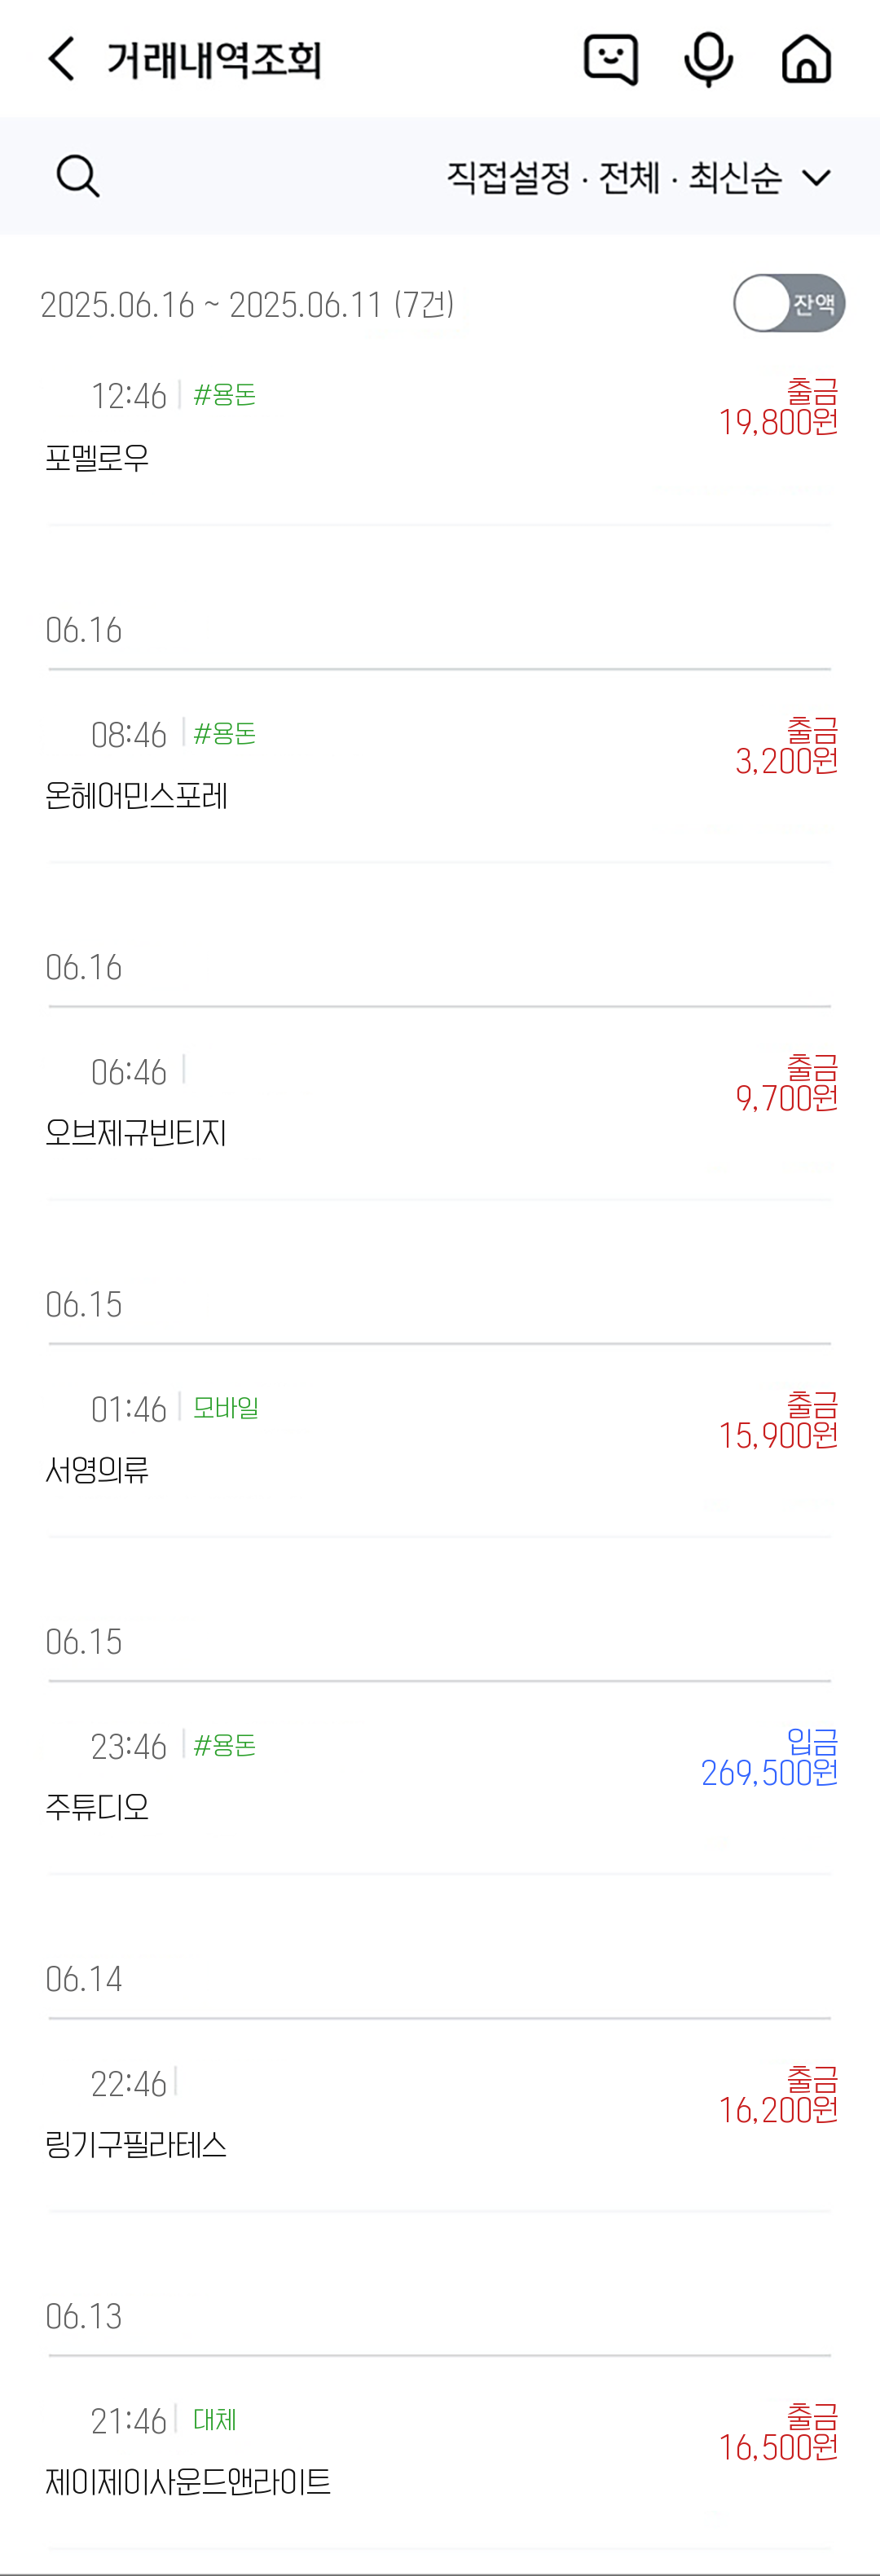 거래내역조회
직접설정 · 전체 · 최신순
2025.06.16 ~ 2025.06.11 (7건) 잔액
12:46 #용돈 출금
19,800원
포멜로우
06.16
08:46 #용돈 출금
3,200원
온헤어민스포레
06.16
06:46 출금
9,700원
오브제규빈티지
06.15
01:46 모바일 출금
15,900원
서영의류
06.15
23:46 #용돈 입금
269,500원
주튜디오
06.14
22:46 출금
16,200원
링기구필라테스
06.13
21:46 대체 출금
16,500원
제이제이사운드앤라이트